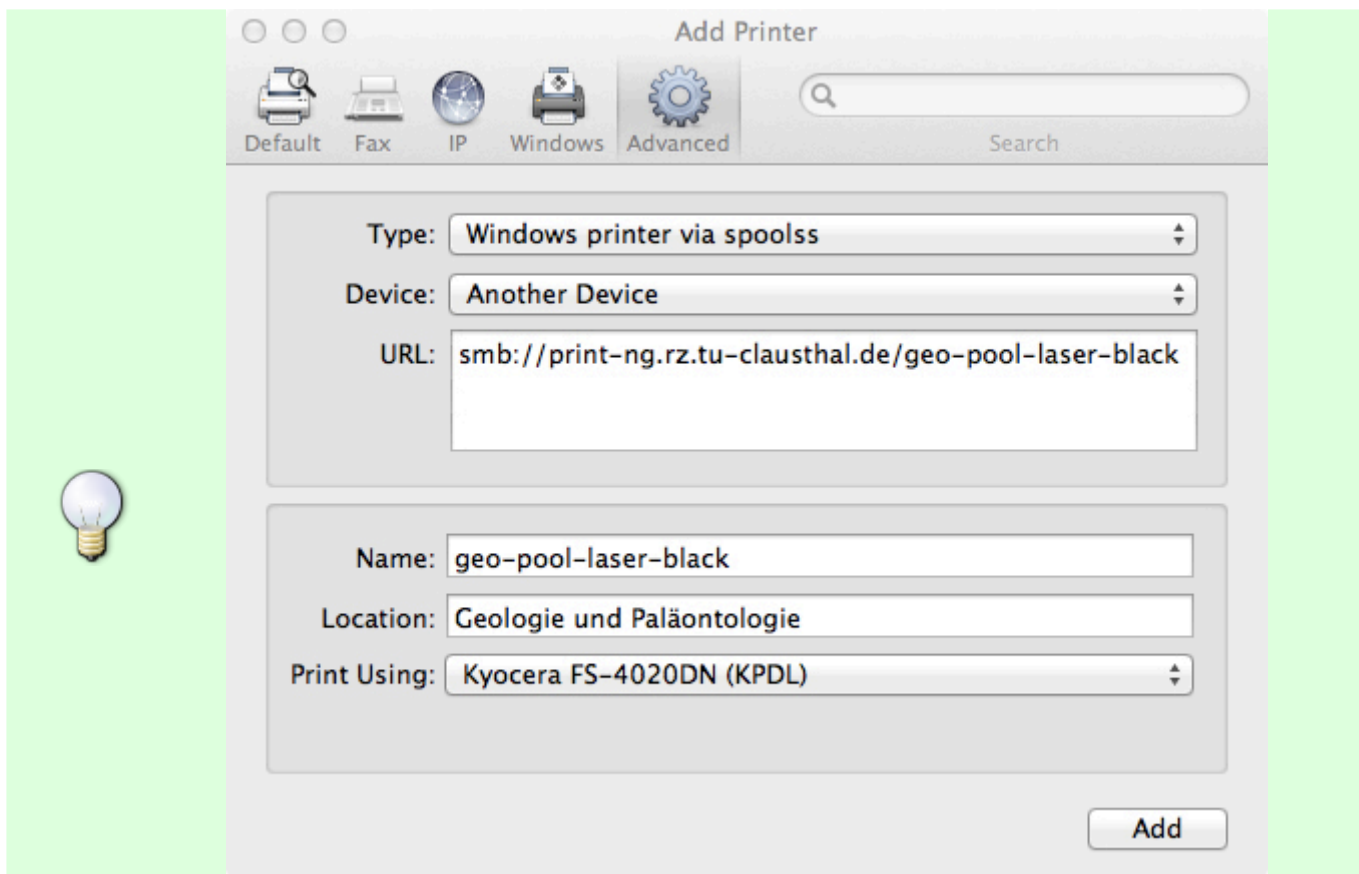 Add Printer
Default Fax IP Windows Advanced Search
Type: Windows printer via spoolss
Device: Another Device
URL: smb://print-ng.rz.tu-clausthal.de/geo-pool-laser-black
Name: geo-pool-laser-black
Location: Geologie und Paläontologie
Print Using: Kyocera FS-4020DN (KPDL)
Add